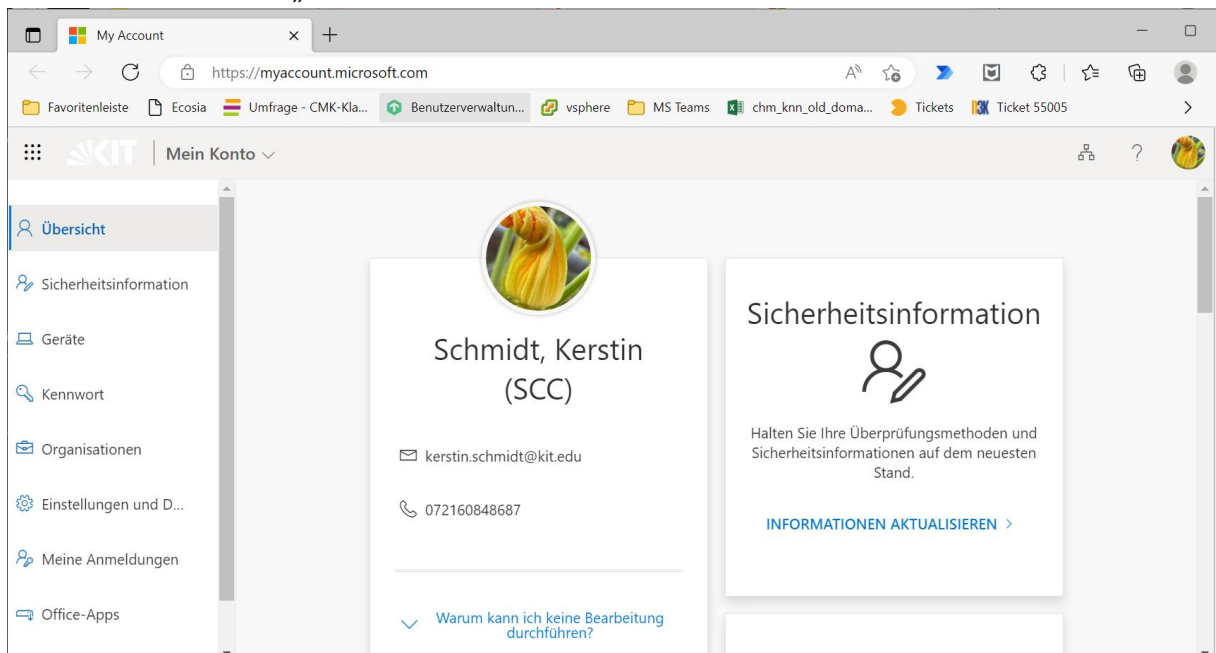 „
My Account
https://myaccount.microsoft.com
Favoritenleiste Ecosia Umfrage - CMK-Kla... Benutzerverwaltun... vsphere MS Teams chm_knn_old_doma... Tickets Ticket 55005
KIT Mein Konto
Übersicht
Sicherheitsinformation
Geräte
Kennwort
Organisationen
Einstellungen und D...
Meine Anmeldungen
Office-Apps
Schmidt, Kerstin
(SCC)
kerstin.schmidt@kit.edu
072160848687
Warum kann ich keine Bearbeitung
durchführen?
Sicherheitsinformation
Halten Sie Ihre Überprüfungsmethoden und
Sicherheitsinformationen auf dem neuesten
Stand.
INFORMATIONEN AKTUALISIEREN >